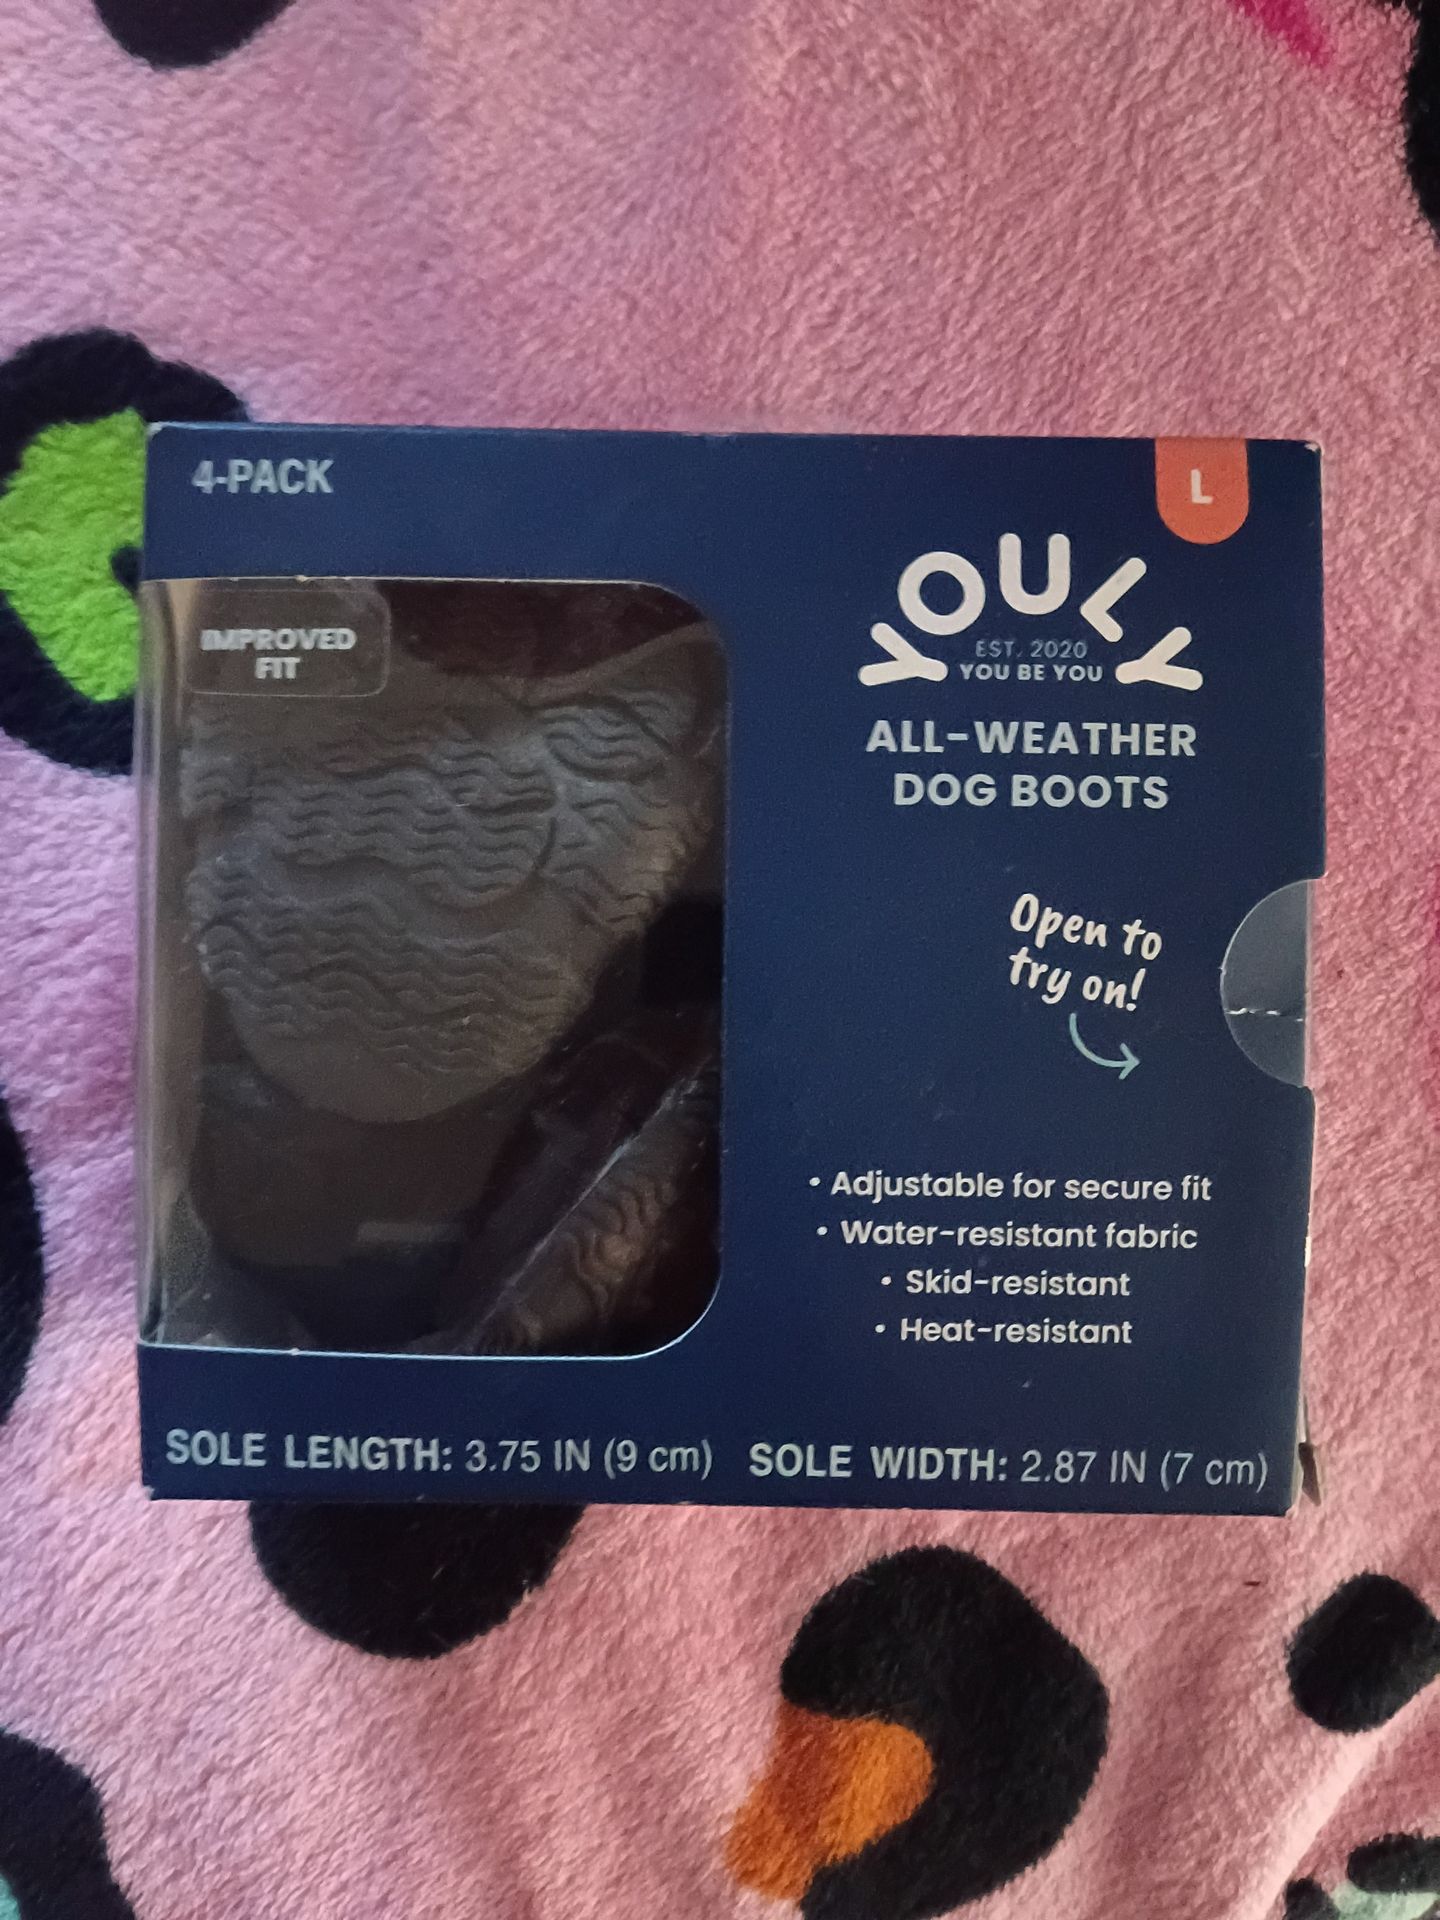 4-PACK
L
IMPROVED
FIT
YOULY
EST. 2020
YOU BE YOU
ALL-WEATHER
DOG BOOTS
Open to
try on!
• Adjustable for secure fit
• Water-resistant fabric
• Skid-resistant
• Heat-resistant
SOLE LENGTH: 3.75 IN (9 cm) SOLE WIDTH: 2.87 IN (7 cm)